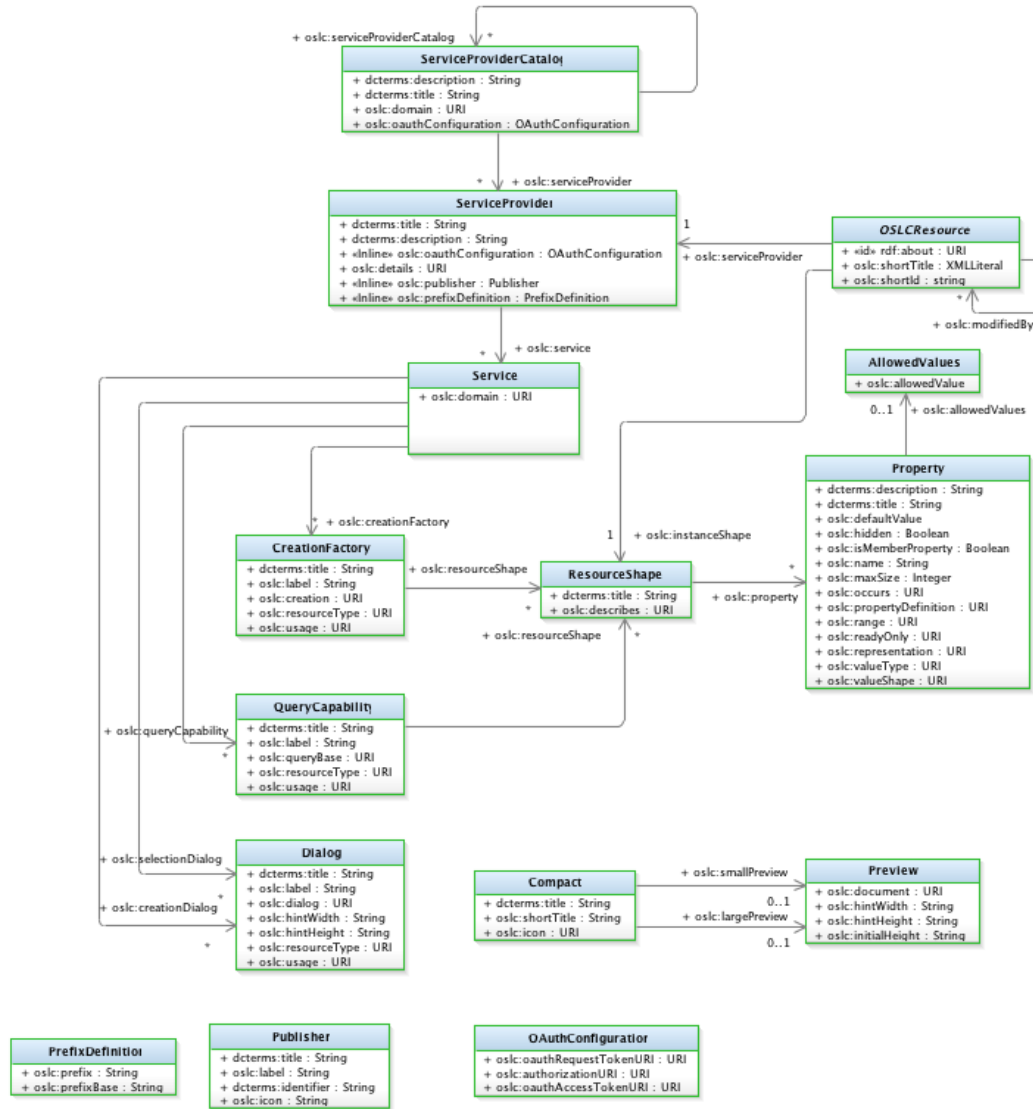 + oslc:serviceProviderCatalog
*
ServiceProviderCatalog
+ dcterms:description : String
+ dcterms:title : String
+ oslc:domain : URI
+ oslc:oauthConfiguration : OAuthConfiguration
*
+ oslc:serviceProvider
ServiceProvider
+ dcterms:title : String
+ dcterms:description : String
+ «Inline» oslc:oauthConfiguration : OAuthConfiguration
+ oslc:details : URI
+ «Inline» oslc:publisher : Publisher
+ «Inline» oslc:prefixDefinition : PrefixDefinition
1
+ oslc:serviceProvider
OSLCResource
+ «id» rdf:about : URI
+ oslc:shortTitle : XMLLiteral
+ oslc:shortId : string
*
+ oslc:modifiedBy
*
+ oslc:service
Service
+ oslc:domain : URI
AllowedValues
+ oslc:allowedValue
0..1
+ oslc:allowedValues
Property
+ dcterms:description : String
+ dcterms:title : String
+ oslc:defaultValue
+ oslc:hidden : Boolean
+ oslc:isMemberProperty : Boolean
+ oslc:name : String
+ oslc:maxSize : Integer
+ oslc:occurs : URI
+ oslc:propertyDefinition : URI
+ oslc:range : URI
+ oslc:readyOnly : URI
+ oslc:representation : URI
+ oslc:valueType : URI
+ oslc:valueShape : URI
*
+ oslc:creationFactory
CreationFactory
+ dcterms:title : String
+ oslc:label : String
+ oslc:creation : URI
+ oslc:resourceType : URI
+ oslc:usage : URI
+ oslc:resourceShape
*
1
+ oslc:instanceShape
ResourceShape
+ dcterms:title : String
+ oslc:describes : URI
*
+ oslc:property
+ oslc:resourceShape
*
QueryCapability
+ dcterms:title : String
+ oslc:label : String
+ oslc:queryBase : URI
+ oslc:resourceType : URI
+ oslc:usage : URI
+ oslc:queryCapability
*
Dialog
+ dcterms:title : String
+ oslc:label : String
+ oslc:dialog : URI
+ oslc:hintWidth : String
+ oslc:hintHeight : String
+ oslc:resourceType : URI
+ oslc:usage : URI
+ oslc:selectionDialog
*
+ oslc:creationDialog
*
Compact
+ dcterms:title : String
+ oslc:shortTitle : String
+ oslc:icon : URI
+ oslc:smallPreview
0..1
+ oslc:largePreview
0..1
Preview
+ oslc:document : URI
+ oslc:hintWidth : String
+ oslc:hintHeight : String
+ oslc:initialHeight : String
PrefixDefinition
+ oslc:prefix : String
+ oslc:prefixBase : String
Publisher
+ dcterms:title : String
+ oslc:label : String
+ dcterms:identifier : String
+ oslc:icon : String
OAuthConfiguration
+ oslc:oauthRequestTokenURI : URI
+ oslc:authorizationURI : URI
+ oslc:oauthAccessTokenURI : URI